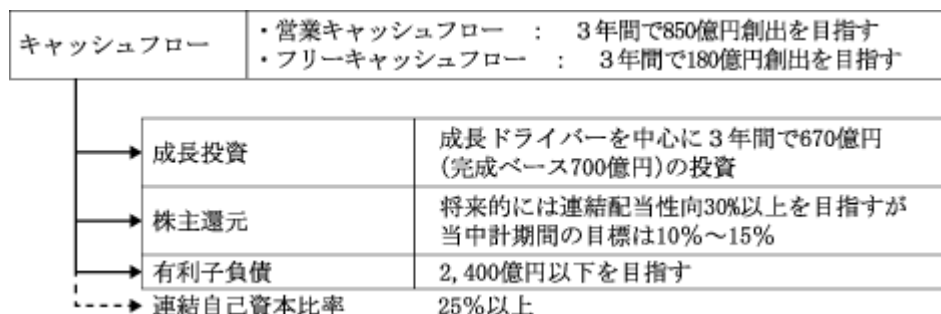 キャッシュフロー
・営業キャッシュフロー ： ３年間で850億円創出を目指す
・フリーキャッシュフロー ： ３年間で180億円創出を目指す
成長投資
成長ドライバーを中心に３年間で670億円
(完成ベース700億円)の投資
株主還元
将来的には連結配当性向30%以上を目指すが
当中計期間の目標は10%～15%
有利子負債
2,400億円以下を目指す
連結自己資本比率
25%以上